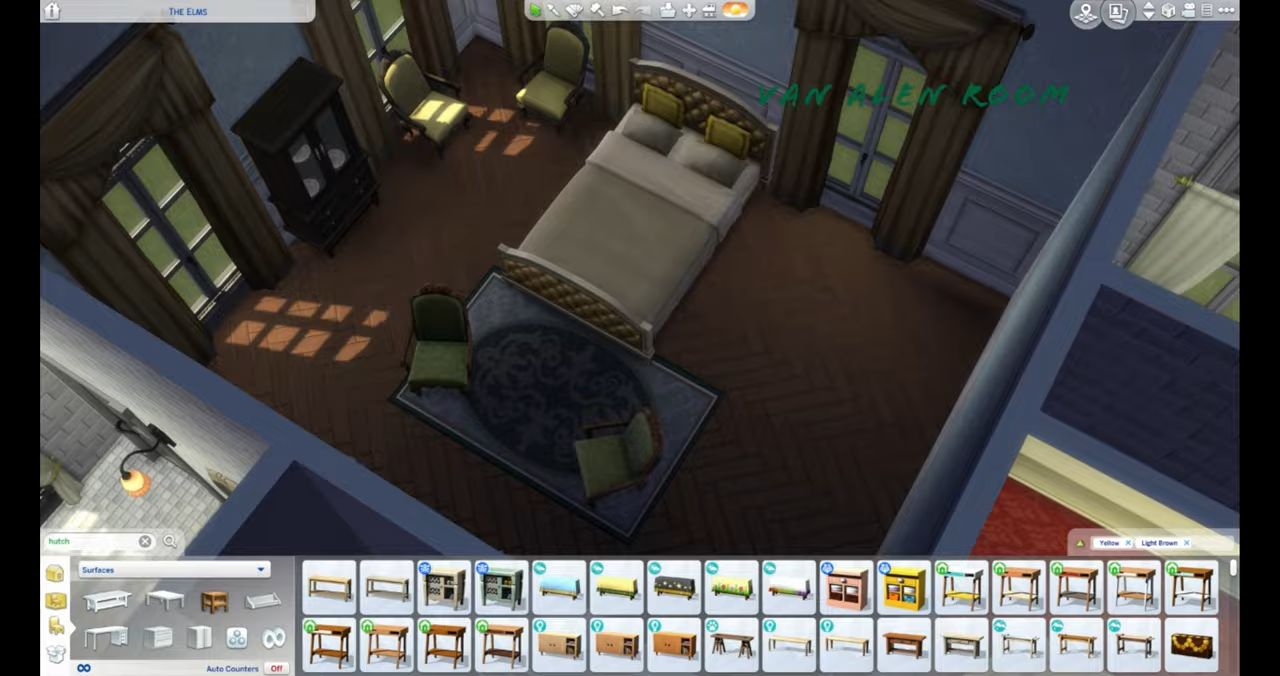 THE ELMS
VAN ALEN ROOM
hutch
Yellow
Light Brown
Surfaces
Auto Counters Off